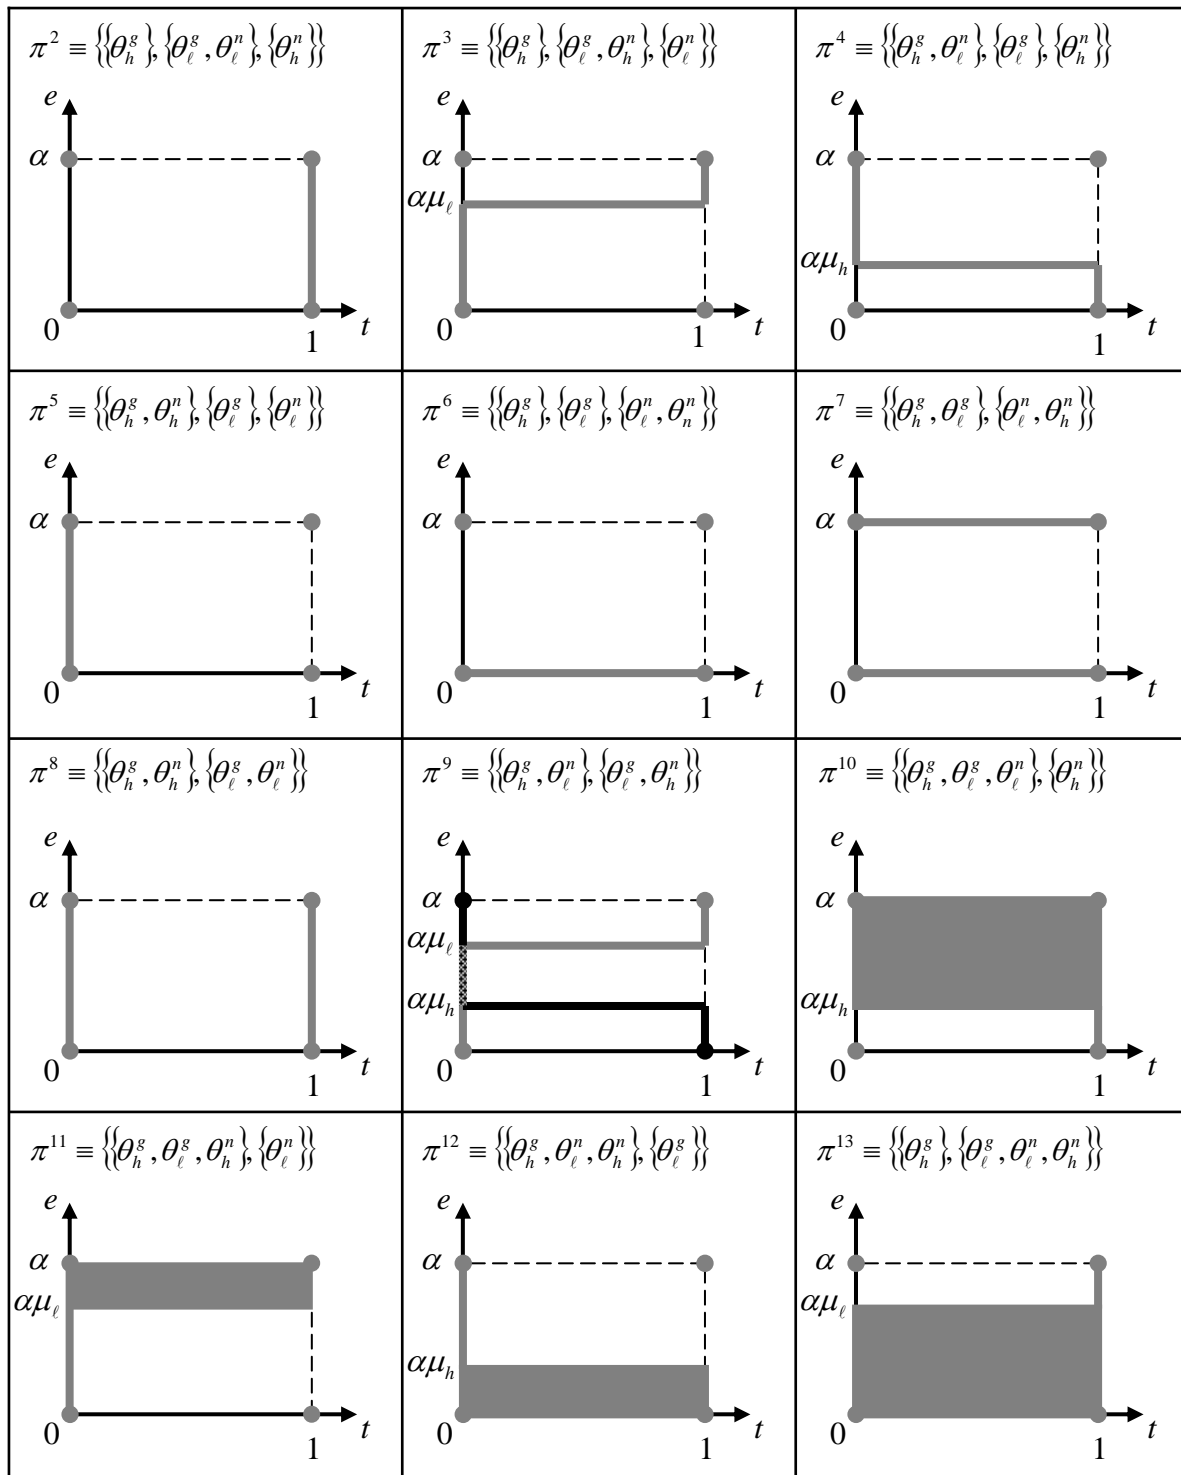 π² ≡ {{θ_h^g}, {θ_ℓ^g, θ_ℓ^n}, {θ_h^n}}
e
α
0
1
t
π³ ≡ {{θ_h^g}, {θ_ℓ^g, θ_h^n}, {θ_ℓ^n}}
e
α
αμ_ℓ
0
1
t
π⁴ ≡ {{θ_h^g, θ_ℓ^n}, {θ_ℓ^g}, {θ_h^n}}
e
α
αμ_h
0
1
t
π⁵ ≡ {{θ_h^g, θ_h^n}, {θ_ℓ^g}, {θ_ℓ^n}}
e
α
0
1
t
π⁶ ≡ {{θ_h^g}, {θ_ℓ^g}, {θ_ℓ^n, θ_n^n}}
e
α
0
1
t
π⁷ ≡ {{θ_h^g, θ_ℓ^g}, {θ_ℓ^n, θ_h^n}}
e
α
0
1
t
π⁸ ≡ {{θ_h^g, θ_h^n}, {θ_ℓ^g, θ_ℓ^n}}
e
α
0
1
t
π⁹ ≡ {{θ_h^g, θ_ℓ^n}, {θ_ℓ^g, θ_h^n}}
e
α
αμ_ℓ
αμ_h
0
1
t
π¹⁰ ≡ {{θ_h^g, θ_ℓ^g, θ_ℓ^n}, {θ_h^n}}
e
α
αμ_h
0
1
t
π¹¹ ≡ {{θ_h^g, θ_ℓ^g, θ_h^n}, {θ_ℓ^n}}
e
α
αμ_ℓ
0
1
t
π¹² ≡ {{θ_h^g, θ_ℓ^n, θ_h^n}, {θ_ℓ^g}}
e
α
αμ_h
0
1
t
π¹³ ≡ {{θ_h^g}, {θ_ℓ^g, θ_ℓ^n, θ_h^n}}
e
α
αμ_ℓ
0
1
t